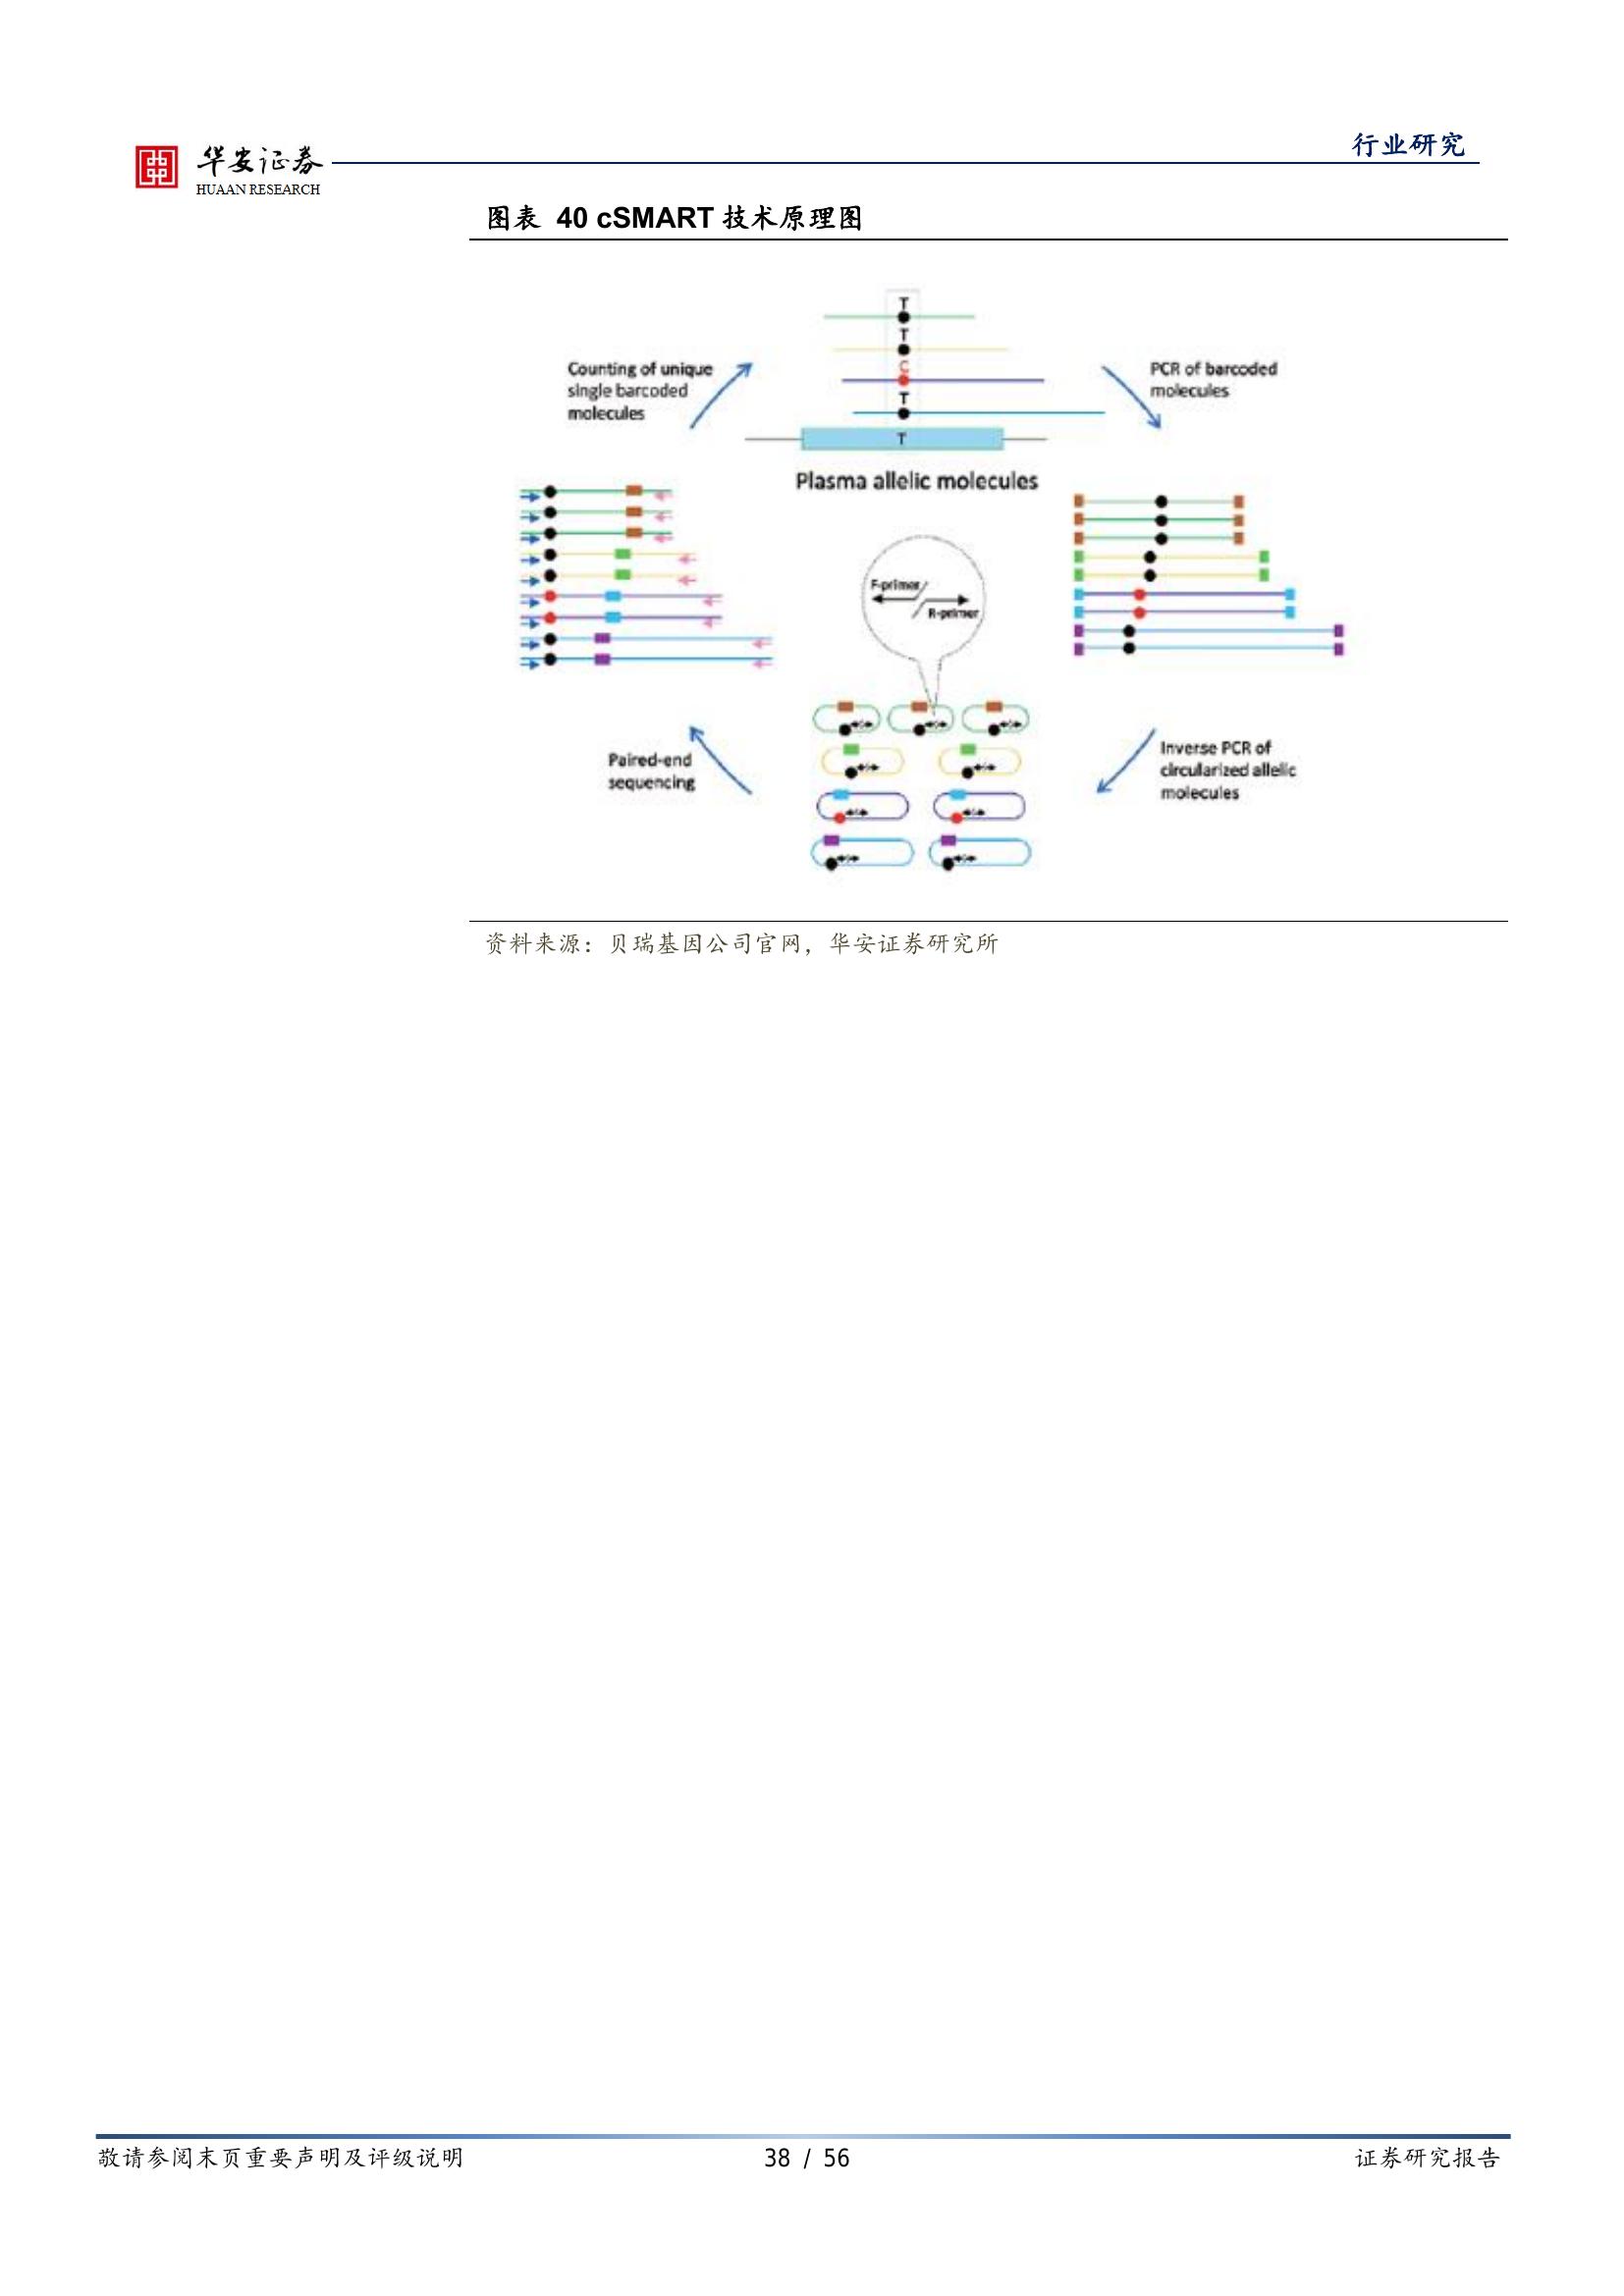 行业研究
华安证券
HUAAN RESEARCH
图表 40 cSMART 技术原理图
T
T
C
T
T
Plasma allelic molecules
Counting of unique
single barcoded
molecules
PCR of barcoded
molecules
F-primer
R-primer
Paired-end
sequencing
Inverse PCR of
circularized allelic
molecules
资料来源：贝瑞基因公司官网，华安证券研究所
敬请参阅末页重要声明及评级说明
38 / 56
证券研究报告